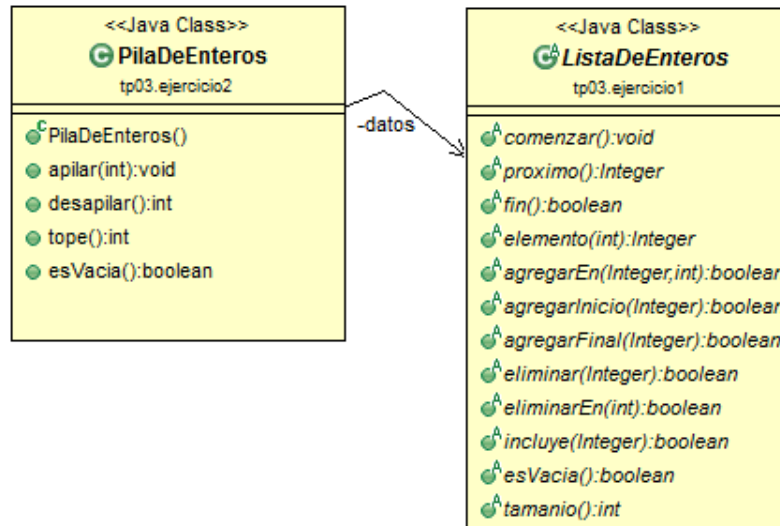 <<Java Class>>
PilaDeEnteros
tp03.ejercicio2
PilaDeEnteros()
apilar(int):void
desapilar():int
tope():int
esVacia():boolean
-datos
<<Java Class>>
ListaDeEnteros
tp03.ejercicio1
comenzar():void
proximo():Integer
fin():boolean
elemento(int):Integer
agregarEn(Integer,int):boolean
agregarInicio(Integer):boolean
agregarFinal(Integer):boolean
eliminar(Integer):boolean
eliminarEn(int):boolean
incluye(Integer):boolean
esVacia():boolean
tamanio():int